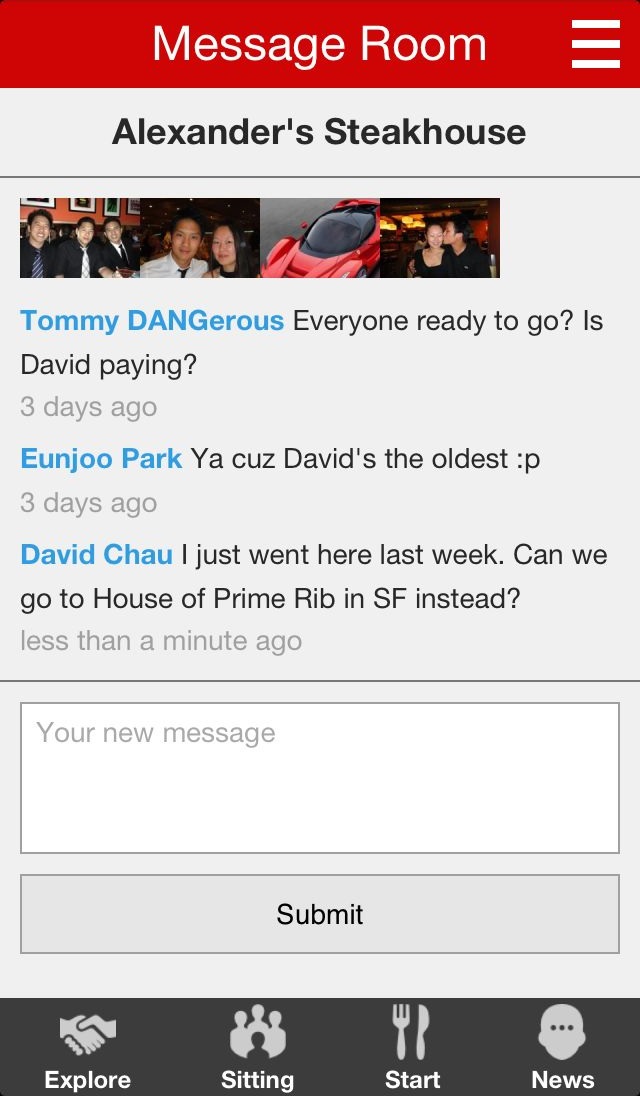 Message Room
Alexander's Steakhouse
Tommy DANGerous Everyone ready to go? Is
David paying?
3 days ago
Eunjoo Park Ya cuz David's the oldest :p
3 days ago
David Chau I just went here last week. Can we
go to House of Prime Rib in SF instead?
less than a minute ago
Your new message
Submit
Explore
Sitting
Start
News